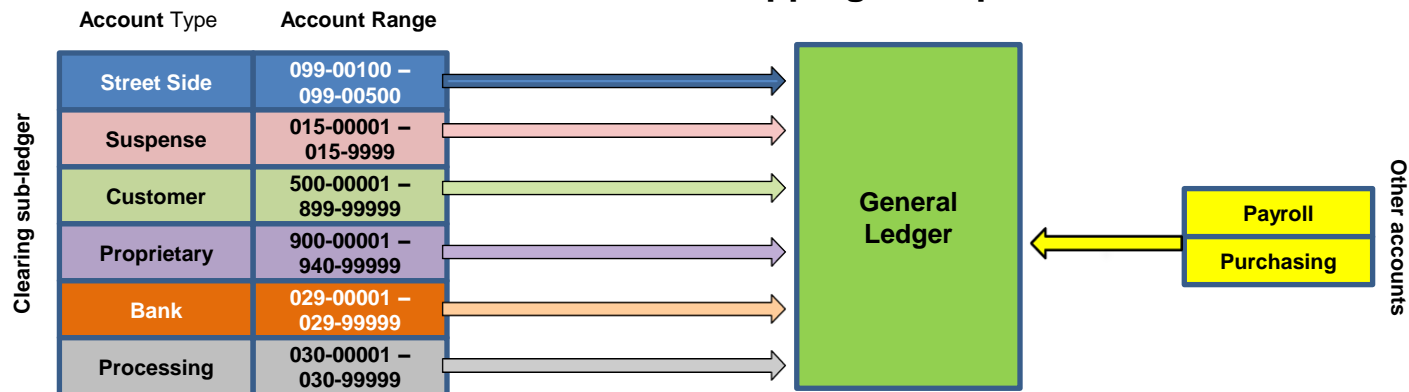 pping
Account Type
Account Range
Clearing sub-ledger
Street Side
099-00100 –
099-00500
Suspense
015-00001 –
015-9999
Customer
500-00001 –
899-99999
Proprietary
900-00001 –
940-99999
Bank
029-00001 –
029-99999
Processing
030-00001 –
030-99999
General
Ledger
Payroll
Purchasing
Other accounts